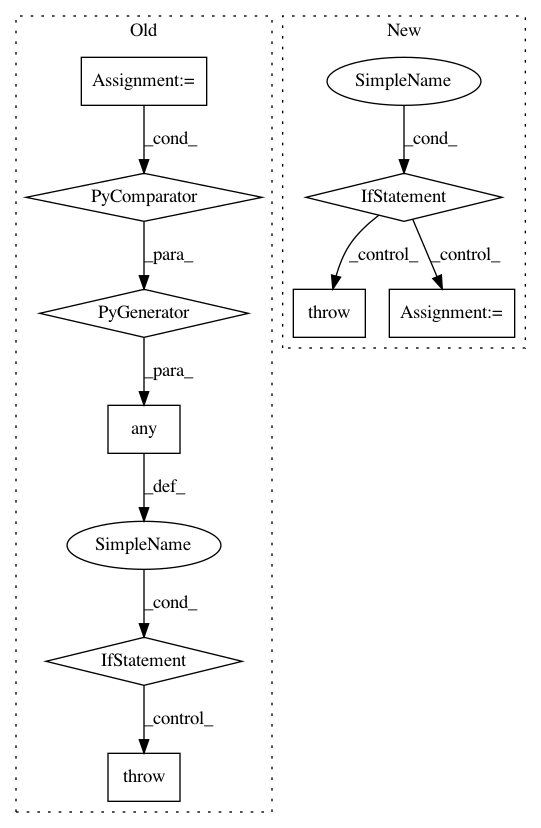 Old
Assignment:=
_cond_
PyComparator
_para_
PyGenerator
_para_
any
_def_
SimpleName
_cond_
IfStatement
_control_
throw
New
SimpleName
_cond_
IfStatement
_control_
_control_
throw
Assignment:=